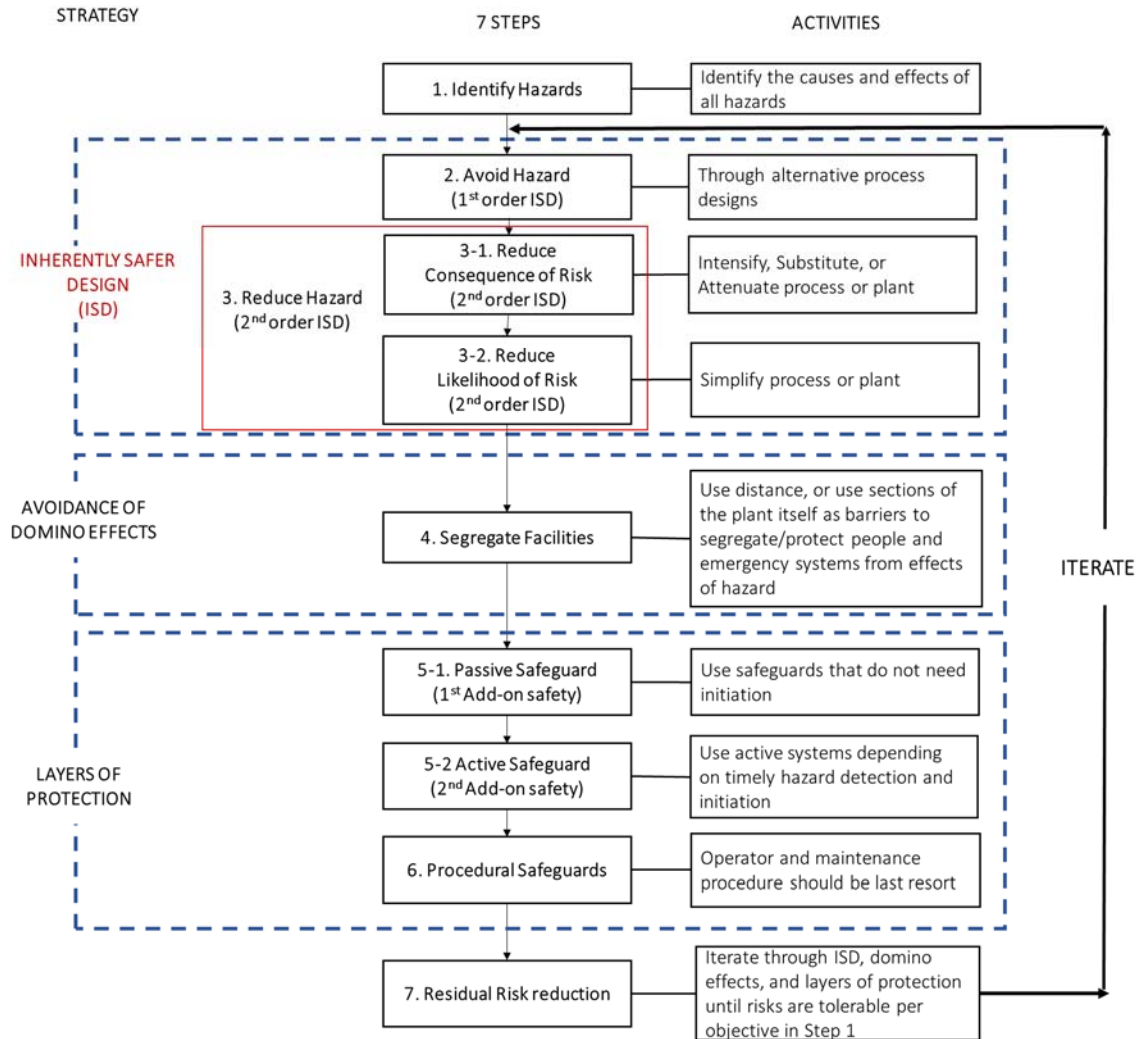 STRATEGY
7 STEPS
ACTIVITIES
1. Identify Hazards
Identify the causes and effects of
all hazards
2. Avoid Hazard
(1st order ISD)
Through alternative process
designs
INHERENTLY SAFER
DESIGN
(ISD)
3. Reduce Hazard
(2nd order ISD)
3-1. Reduce
Consequence of Risk
(2nd order ISD)
Intensify, Substitute, or
Attenuate process or plant
3-2. Reduce
Likelihood of Risk
(2nd order ISD)
Simplify process or plant
AVOIDANCE OF
DOMINO EFFECTS
4. Segregate Facilities
Use distance, or use sections of
the plant itself as barriers to
segregate/protect people and
emergency systems from effects
of hazard
ITERATE
LAYERS OF
PROTECTION
5-1. Passive Safeguard
(1st Add-on safety)
Use safeguards that do not need
initiation
5-2 Active Safeguard
(2nd Add-on safety)
Use active systems depending
on timely hazard detection and
initiation
6. Procedural Safeguards
Operator and maintenance
procedure should be last resort
7. Residual Risk reduction
Iterate through ISD, domino
effects, and layers of protection
until risks are tolerable per
objective in Step 1